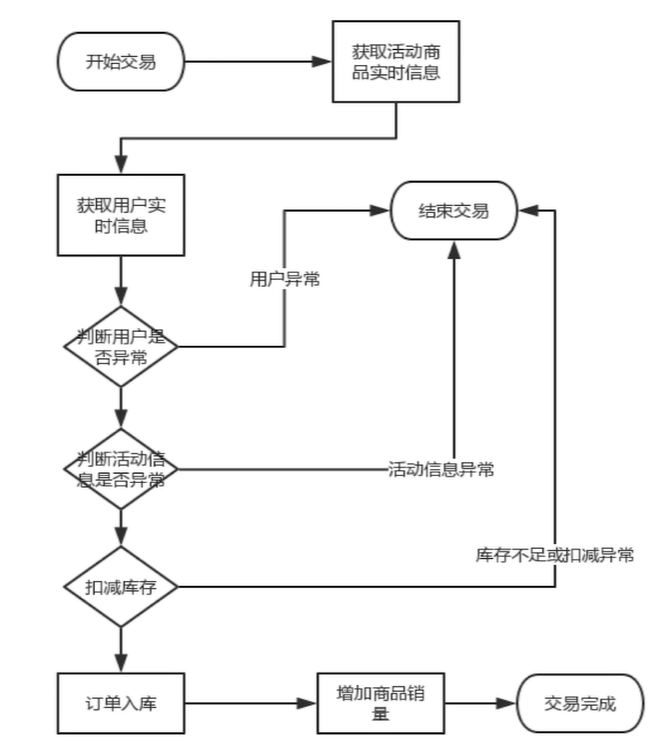 开始交易
获取活动商
品实时信息
获取用户实
时信息
结束交易
用户异常
判断用户是
否异常
判断活动信
息是否异常
活动信息异常
库存不足或扣减异常
扣减库存
订单入库
增加商品销
量
交易完成